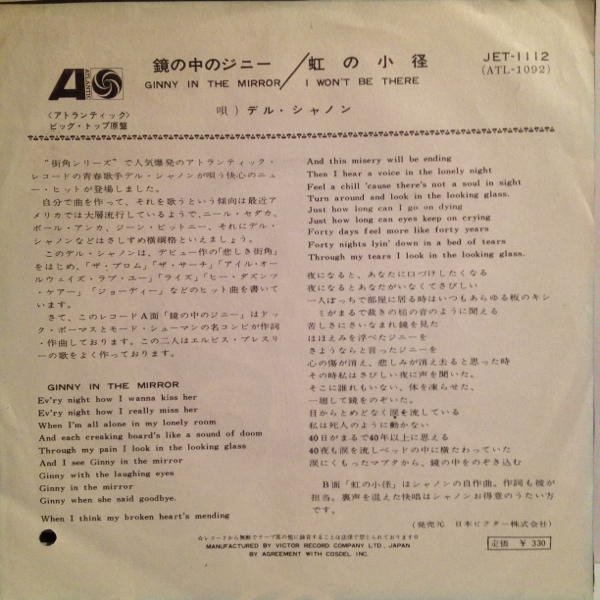 鏡の中のジニー／虹の小径
GINNY IN THE MIRROR／I WON'T BE THERE
JET-1112
(ATL-1092)
ATLANTIC
〈アトランティック〉
ビッグ・トップ原盤
唄）デル・シャノン
"街角シリーズ"で人気爆発のアトランティック・
レコードの青春歌手デル・シャノンが唄う快心のニュ
ー・ヒットが登場しました。
自分で曲を作って、それを歌うという傾向は最近ア
メリカでは大層流行しているようで、ニール・セダカ、
ポール・アンカ、ジーン・ピットニー、それにデル・シ
ャノンなどはさしずめ横綱格といえましょう。
このデル・シャノンは、デビュー作の「悲しき街角」
をはじめ、「ザ・プロム」「ザ・サーチ」「アイル・オー
ルウェイズ・ラブ・ユー」「ライズ」「ヒー・ダズンツ
・ケアー」「ジョーディー」などのヒット曲を書いて
います。
さて、このレコードA面「鏡の中のジニー」はドッ
ク・ポーマスとモード・シューマンの名コンビが作詞
・作曲しております。この二人はエルビス・プレスリ
ーの歌をよく作っております。
GINNY IN THE MIRROR
Ev'ry night how I wanna kiss her
Ev'ry night how I really miss her
When I'm all alone in my lonely room
And each creaking board's like a sound of doom
Through my pain I look in the looking glass
And I see Ginny in the mirror
Ginny with the laughing eyes
Ginny in the mirror
Ginny when she said goodbye.
When I think my broken heart's mending
And this misery will be ending
Then I hear a voice in the lonely night
Feel a chill 'cause there's not a soul in sight
Turn around and look in the looking glass.
Just how long can I go on dying
Just how long can eyes keep on crying
Forty days feel more like forty years
Forty nights lyin' down in a bed of tears
Through my tears I look in the looking glass.
夜になると、あなたに口づけしたくなる
夜になるとあなたがいなくてさびしい
一人ぼっちで部屋に居る時はいつもあらゆる板のキシ
みがまるで裁きの槌の音のように聞える
苦しさにさいなまれ鏡を見た
ほほえみを浮べたジニーを
さようならと言ったジニーを
心の傷が消え、悲しみが消え去ると思った時
その時私はさびしい夜に声を聞いた。
そこに誰れもいない、体を凍らせた、
一廻して鏡をのぞいた。
目からとめどなく涙を流している
私は死人のように動かない
40日がまるで40年以上に思える
40夜も涙を流しベッドの中に横たわっていた
涙にくもったマブタから、鏡の中をのぞき込む
B面「虹の小径」はシャノンの自作曲。作詞も彼が
担当。裏声を混えた快唱はシャノンお得意のうたい方
です。
(発売元 日本ビクター株式会社)
☆レコードから無断でテープ其の他に録音することは法律で禁じられております☆
MANUFACTURED BY VICTOR RECORD COMPANY LTD., JAPAN
BY AGREEMENT WITH COSDEL INC.
定価 ¥ 330